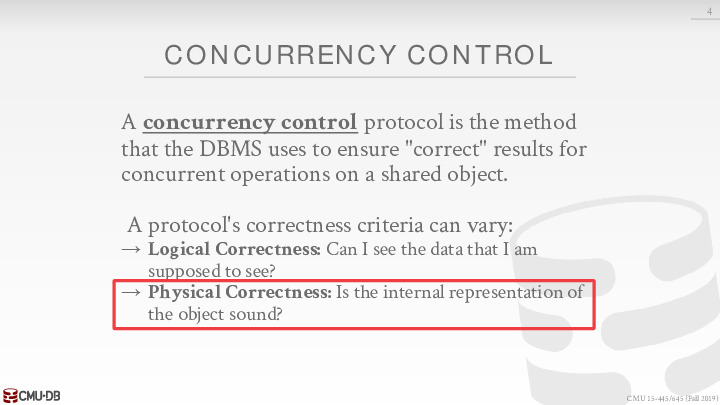 4
CONCURRENCY CONTROL
A concurrency control protocol is the method
that the DBMS uses to ensure "correct" results for
concurrent operations on a shared object.
A protocol's correctness criteria can vary:
→ Logical Correctness: Can I see the data that I am
supposed to see?
→ Physical Correctness: Is the internal representation of
the object sound?
CMU·DB
CMU 15-445/645 (Fall 2019)